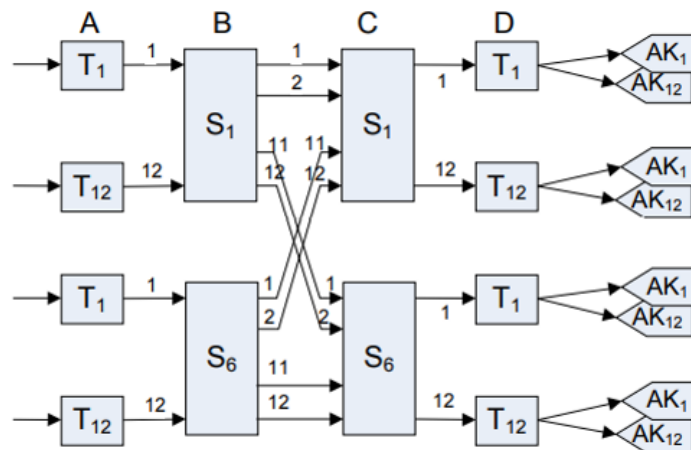 A B C D
T1 1 S1 1 S1 1 T1 AK1
2 AK12
11 11
T12 12 12 12 12 T12 AK1
AK12
T1 1 S6 1 1 S6 1 T1 AK1
2 2 AK12
11
T12 12 12 12 T12 AK1
AK12